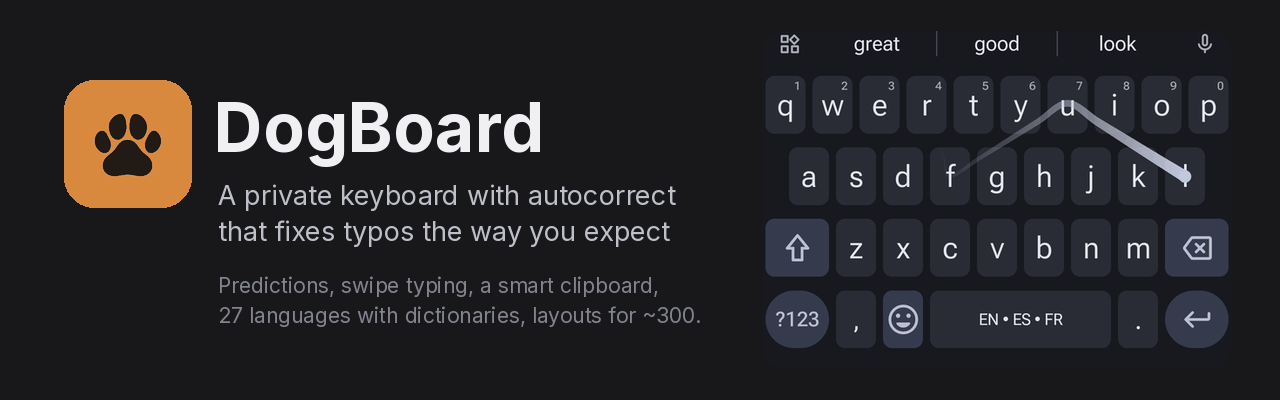 DogBoard
A private keyboard with autocorrect
that fixes typos the way you expect
Predictions, swipe typing, a smart clipboard,
27 languages with dictionaries, layouts for ~300.
great good look
1 2 3 4 5 6 7 8 9 0
q w e r t y u i o p
a s d f g h j k l
z x c v b n m
?123 , EN • ES • FR .